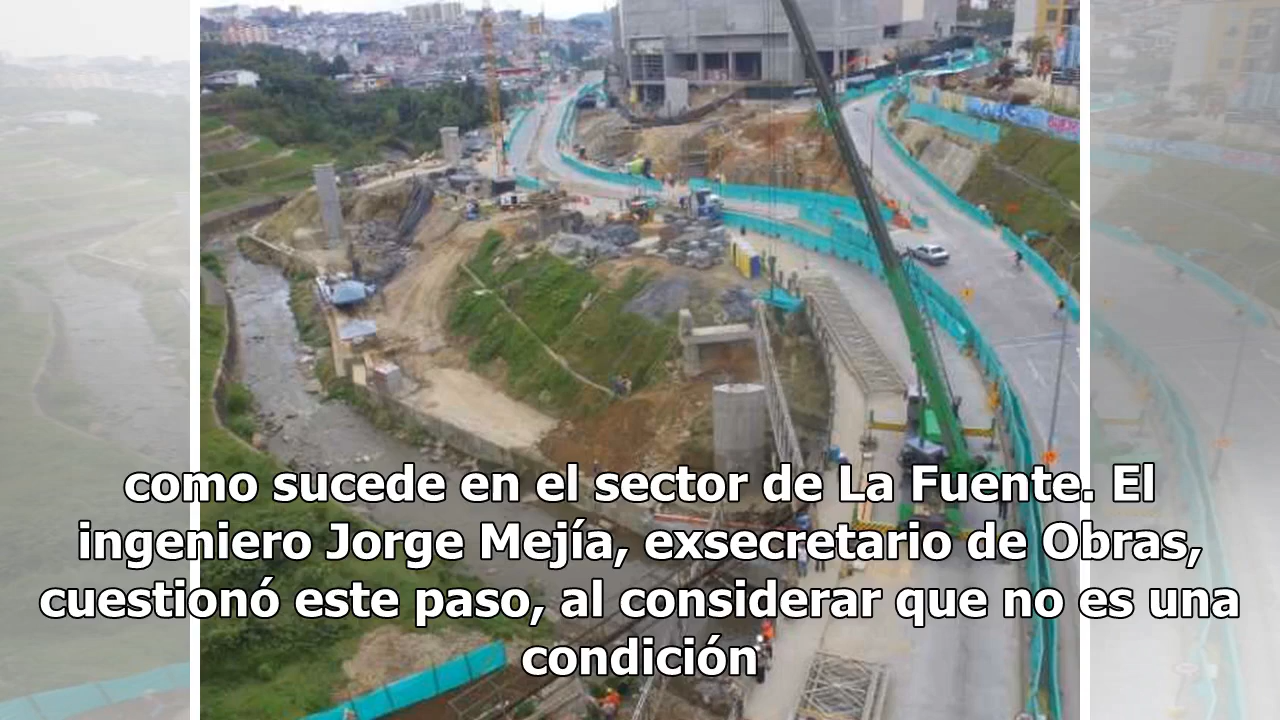 como sucede en el sector de La Fuente. El
ingeniero Jorge Mejía, exsecretario de Obras,
cuestionó este paso, al considerar que no es una
condición